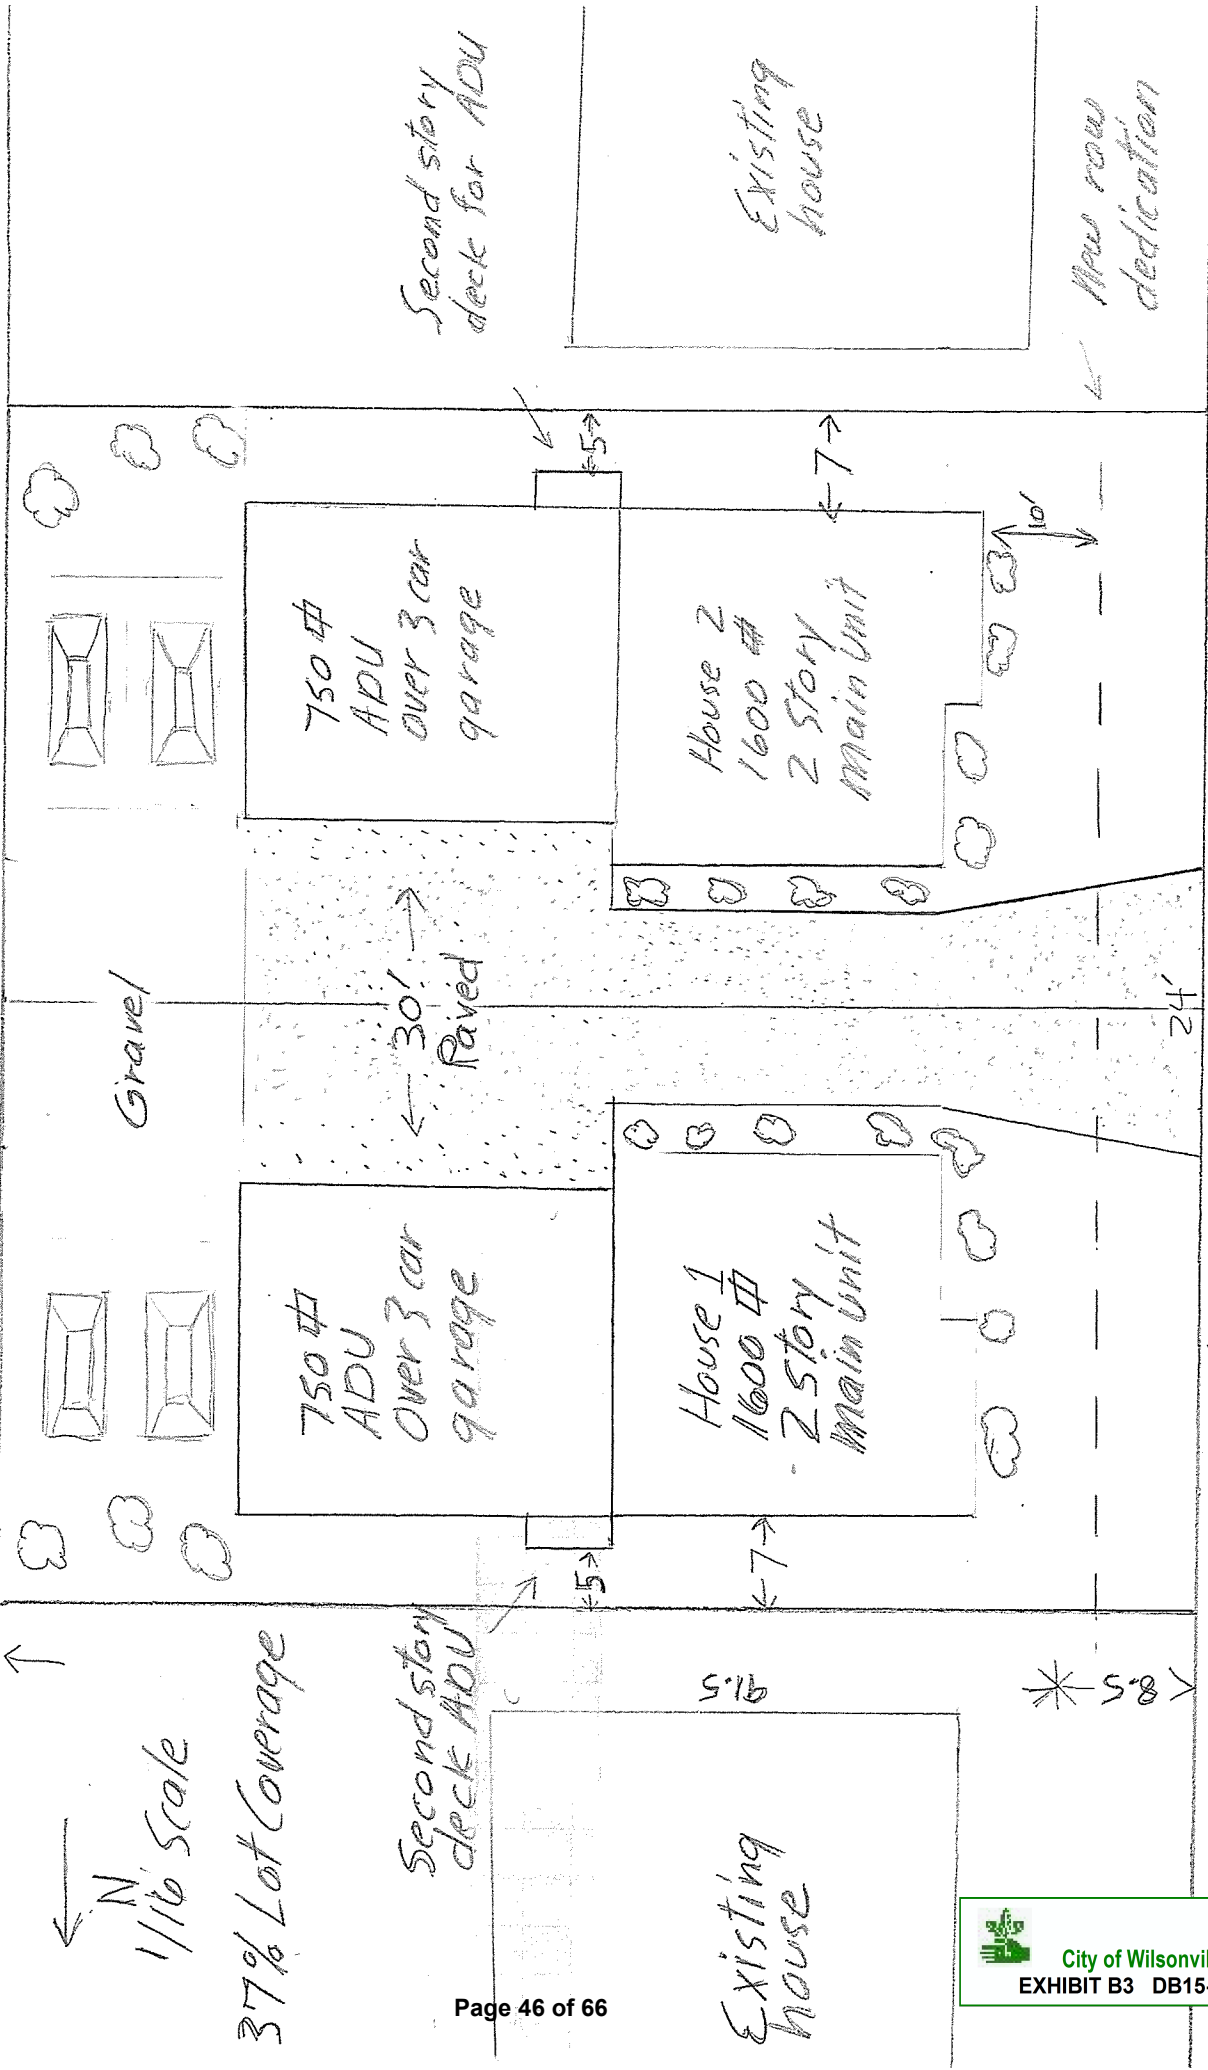 N
1/16 Scale
37% Lot Coverage
Second story
deck ADU
Existing
house
91.5
8.5
5
7
750 ⌗
ADU
Over 3 car
garage
House 1
1600 ⌗
2 Story
Main Unit
Gravel
30'
Paved
24'
750 ⌗
ADU
Over 3 car
garage
House 2
1600 ⌗
2 Story
Main Unit
5
7
10'
Second story
deck for ADU
Existing
house
New row
dedication
Page 46 of 66
City of Wilsonvil
EXHIBIT B3 DB15-